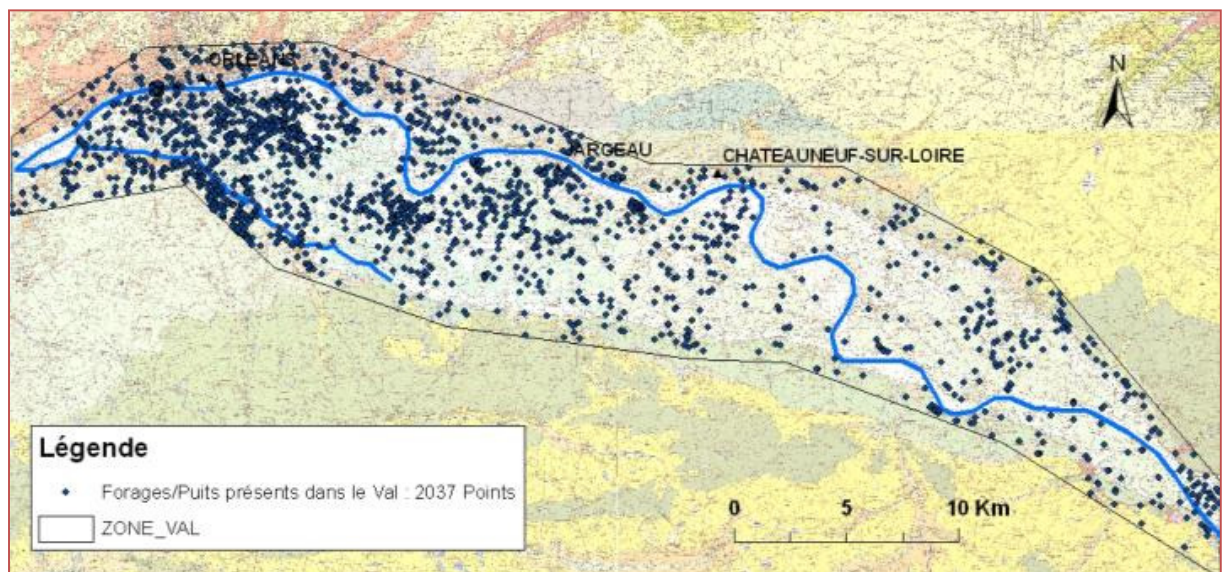 ORLEANS
N
JARGEAU
CHATEAUNEUF-SUR-LOIRE
Légende
Forages/Puits présents dans le Val : 2037 Points
ZONE_VAL
0 5 10 Km